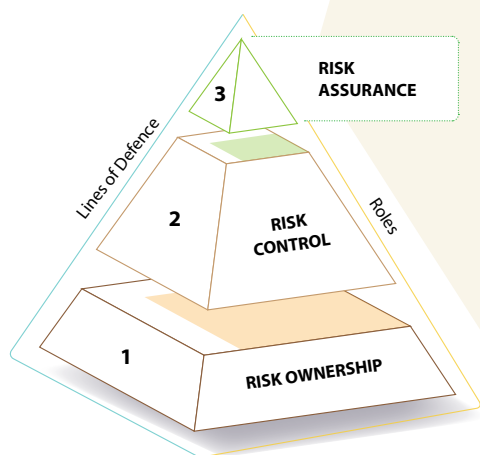 3
RISK
ASSURANCE
Lines of Defence
Roles
2
RISK
CONTROL
1
RISK OWNERSHIP